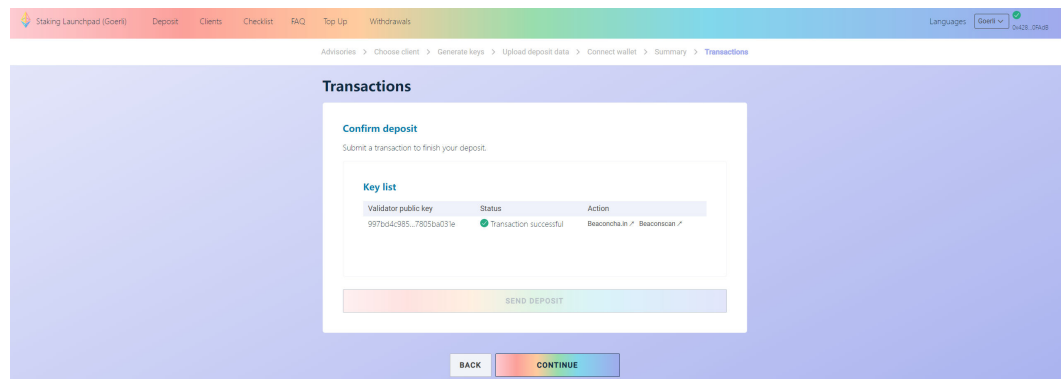 Staking Launchpad (Goerli) Deposit Clients Checklist FAQ Top Up Withdrawals Languages Goerli
0x428...0FAdB
Advisories > Choose client > Generate keys > Upload deposit data > Connect wallet > Summary > Transactions
Transactions
Confirm deposit
Submit a transaction to finish your deposit.
Key list
Validator public key Status Action
997bd4c985...7805ba031e Transaction successful Beaconcha.in ↗ Beaconscan ↗
SEND DEPOSIT
BACK CONTINUE